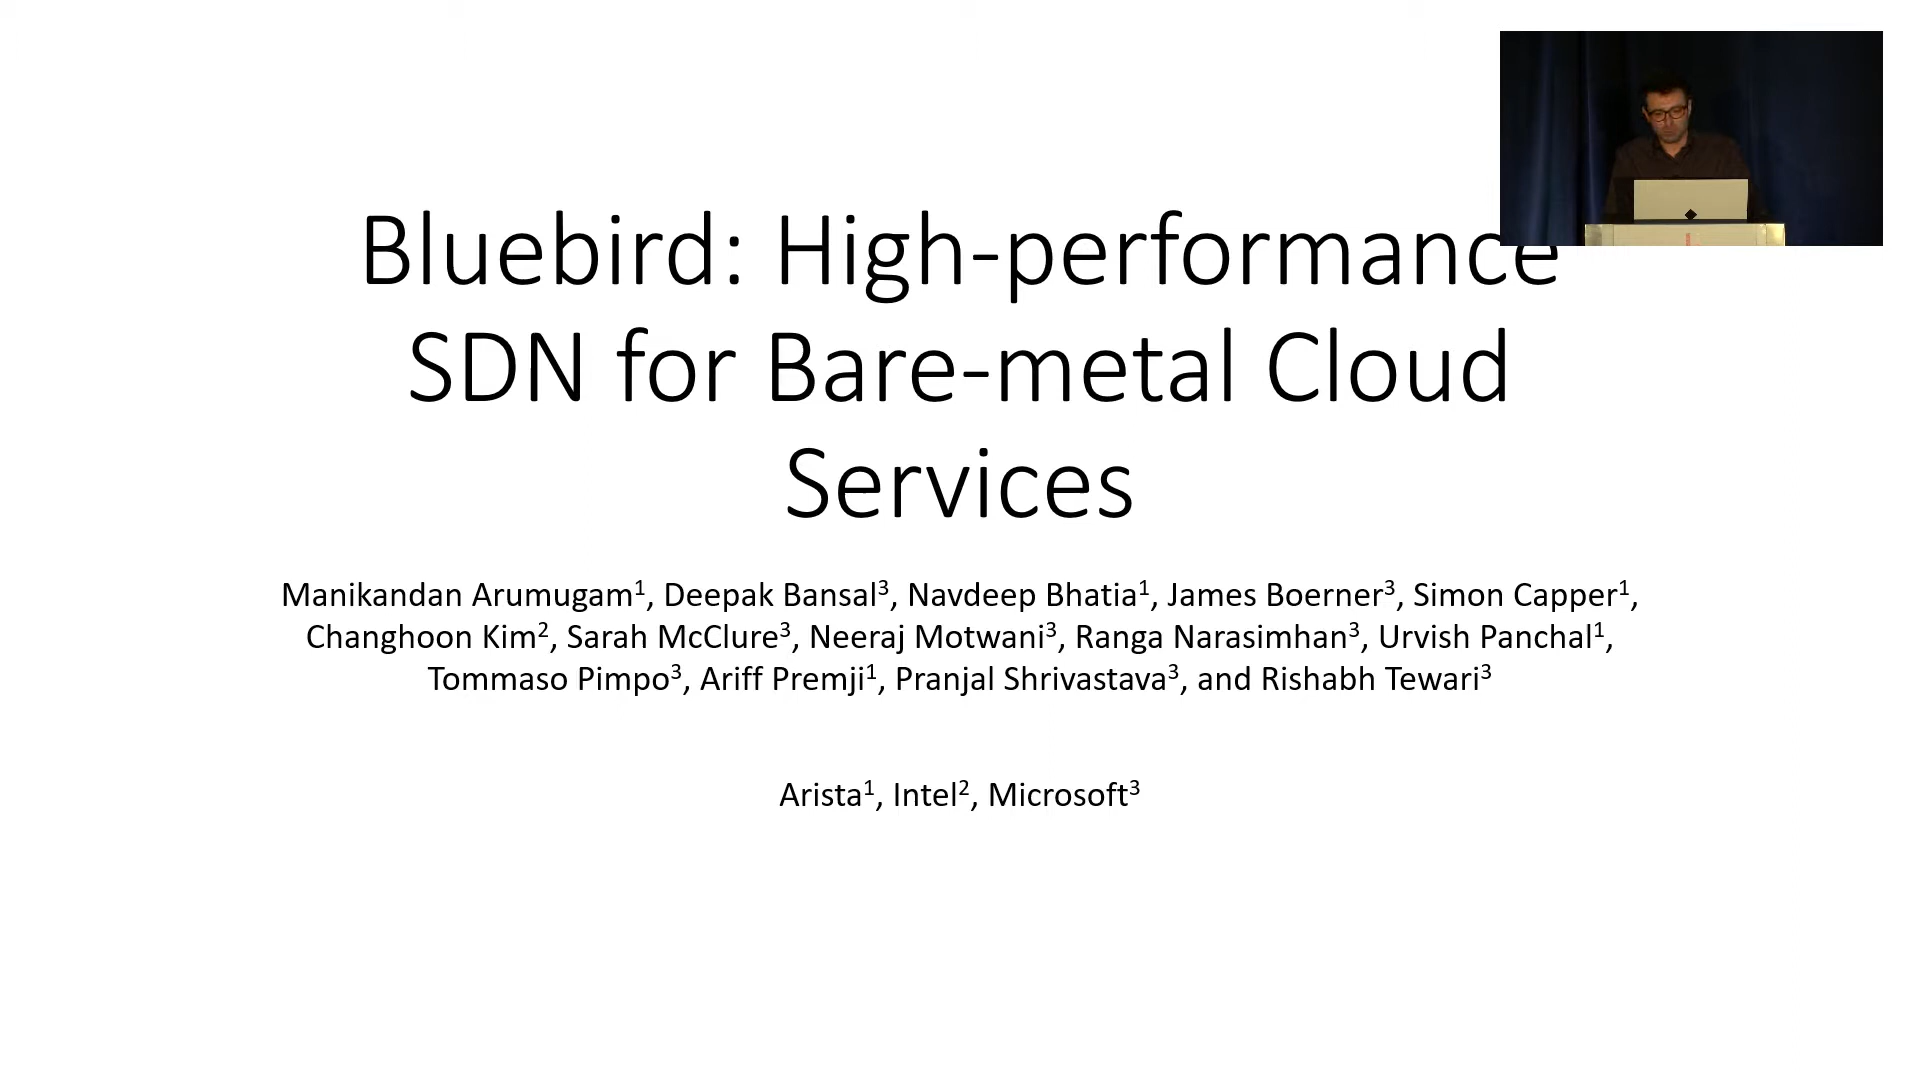 Bluebird: High-performance
SDN for Bare-metal Cloud
Services
Manikandan Arumugam¹, Deepak Bansal³, Navdeep Bhatia¹, James Boerner³, Simon Capper¹,
Changhoon Kim², Sarah McClure³, Neeraj Motwani³, Ranga Narasimhan³, Urvish Panchal¹,
Tommaso Pimpo³, Ariff Premji¹, Pranjal Shrivastava³, and Rishabh Tewari³
Arista¹, Intel², Microsoft³